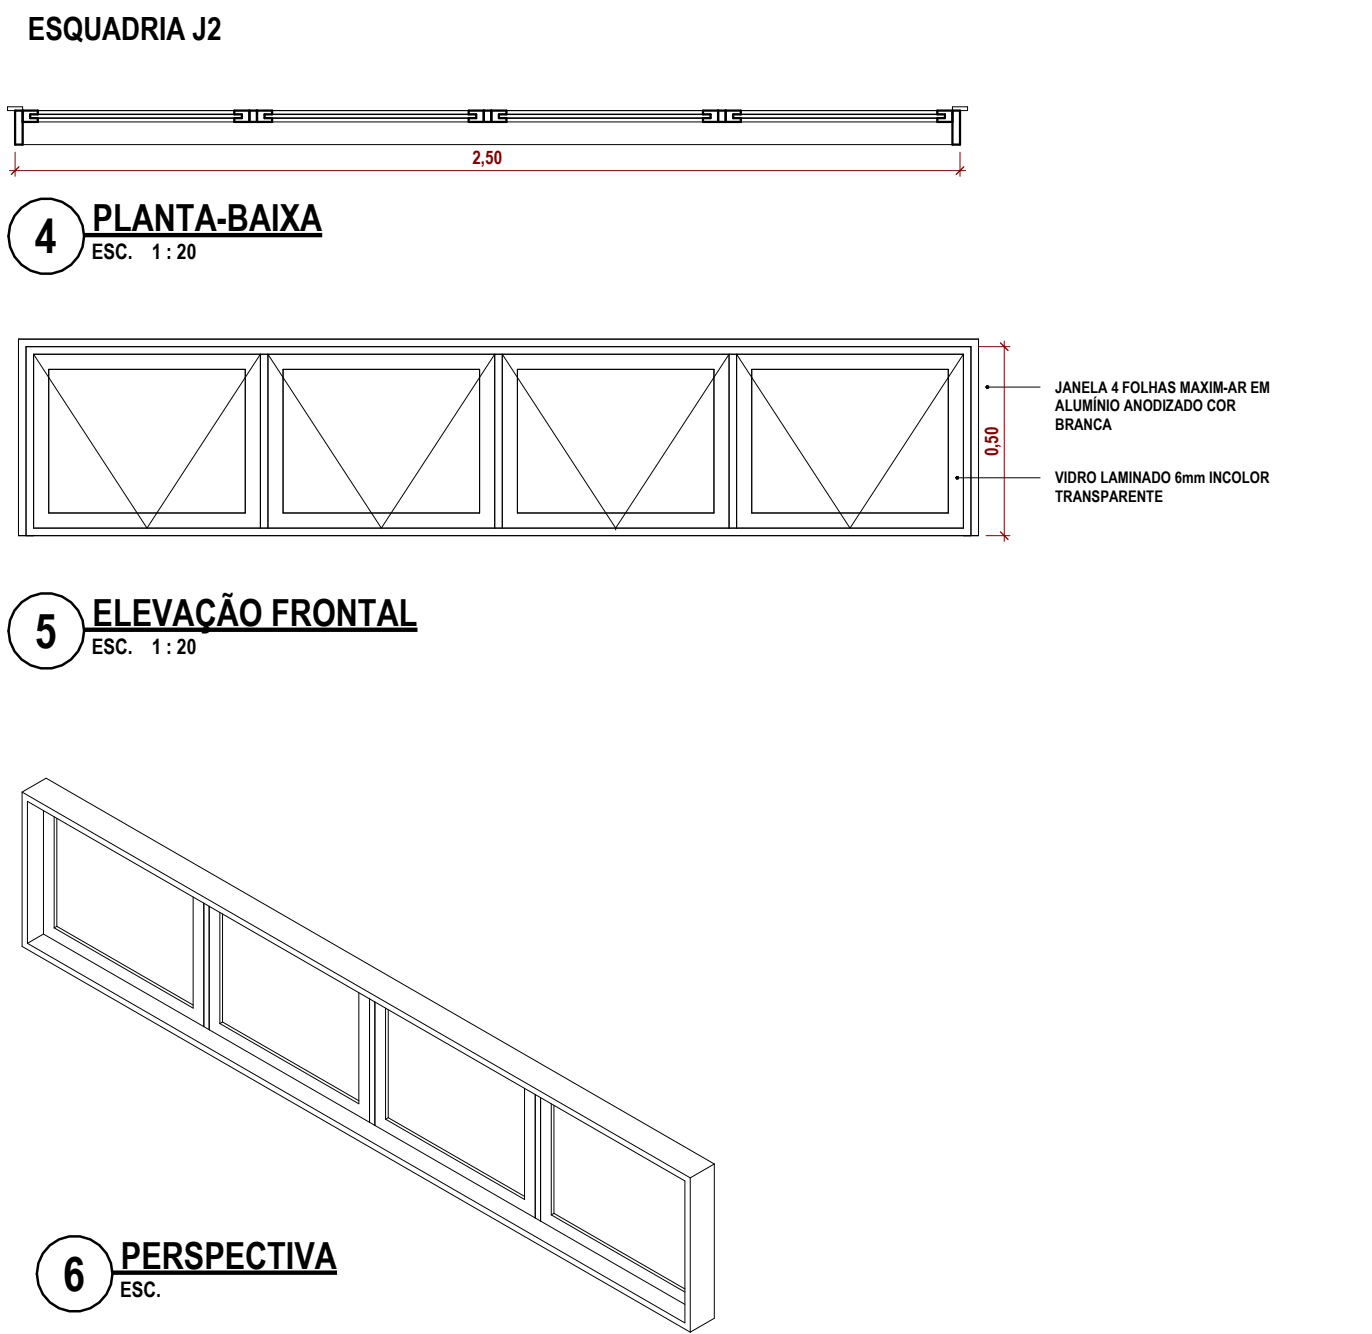 ESQUADRIA J2
2,50
4
PLANTA-BAIXA
ESC. 1 : 20
JANELA 4 FOLHAS MAXIM-AR EM
ALUMÍNIO ANODIZADO COR
BRANCA
0,50
VIDRO LAMINADO 6mm INCOLOR
TRANSPARENTE
5
ELEVAÇÃO FRONTAL
ESC. 1 : 20
6
PERSPECTIVA
ESC.